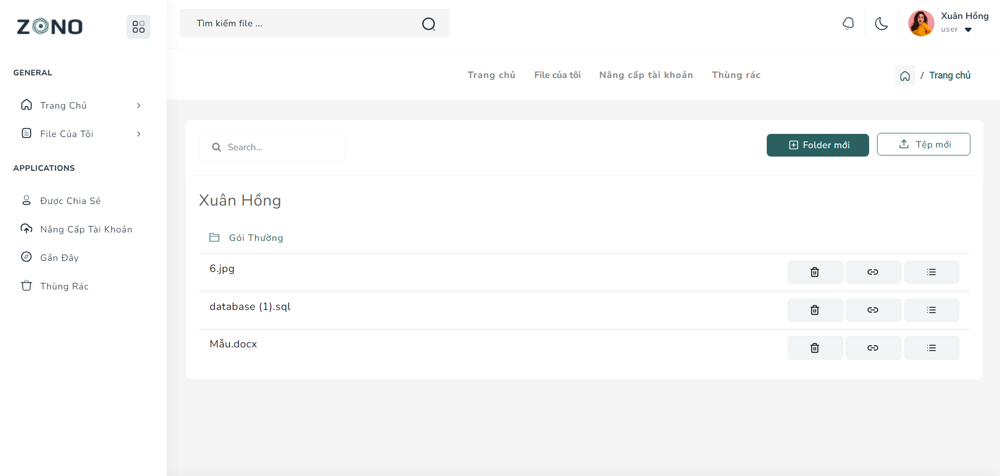 ZONO
Tìm kiếm file ...
Xuân Hồng
user
GENERAL
Trang Chủ
File Của Tôi
APPLICATIONS
Được Chia Sẻ
Nâng Cấp Tài Khoản
Gần Đây
Thùng Rác
Trang chủ File của tôi Nâng cấp tài khoản Thùng rác
/ Trang chủ
Search...
Folder mới
Tệp mới
Xuân Hồng
Gói Thường
6.jpg
database (1).sql
Mẫu.docx